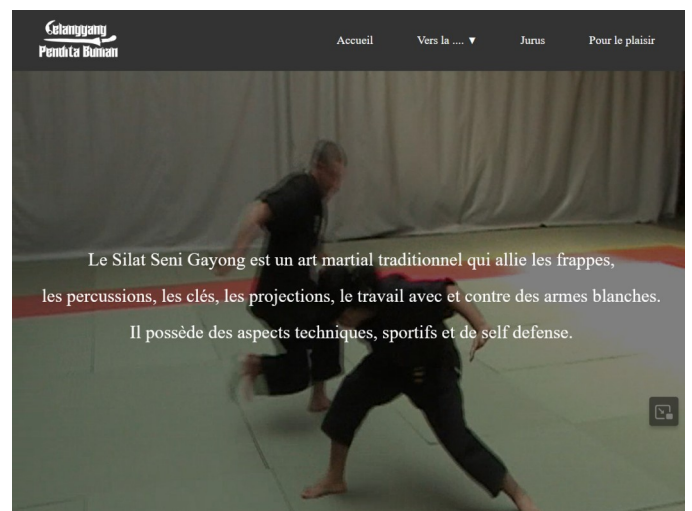 Gelanggang
Pendita Buman
Accueil
Vers la .... ▼
Jurus
Pour le plaisir
Le Silat Seni Gayong est un art martial traditionnel qui allie les frappes,
les percussions, les clés, les projections, le travail avec et contre des armes blanches.
Il possède des aspects techniques, sportifs et de self defense.